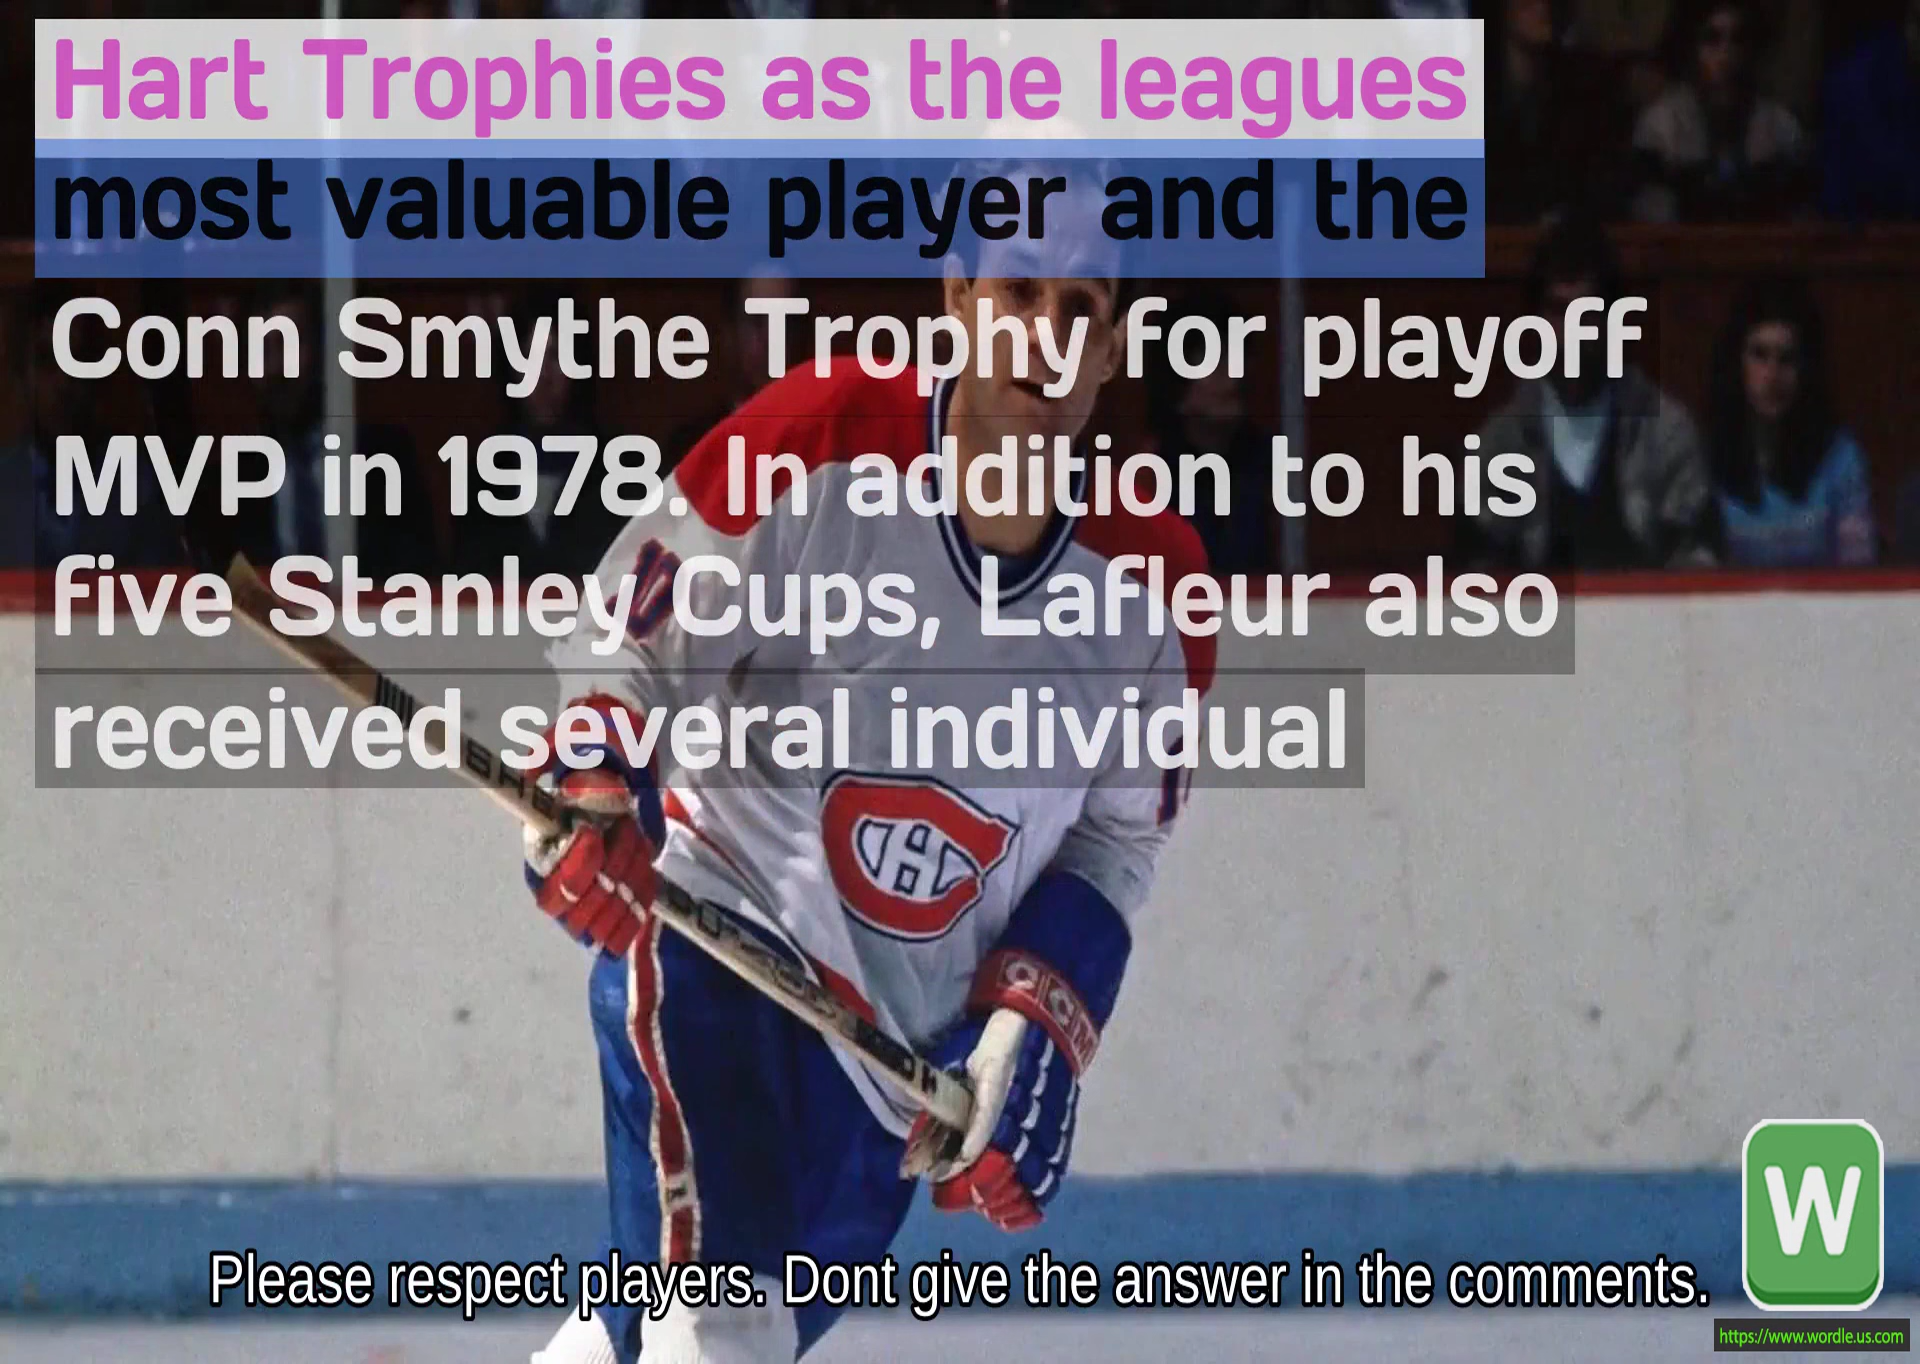 Hart Trophies as the leagues
most valuable player and the
Conn Smythe Trophy for playoff
MVP in 1978. In addition to his
five Stanley Cups, Lafleur also
received several individual
10
CCM
Please respect players. Dont give the answer in the comments.
W
https://www.wordle.us.com